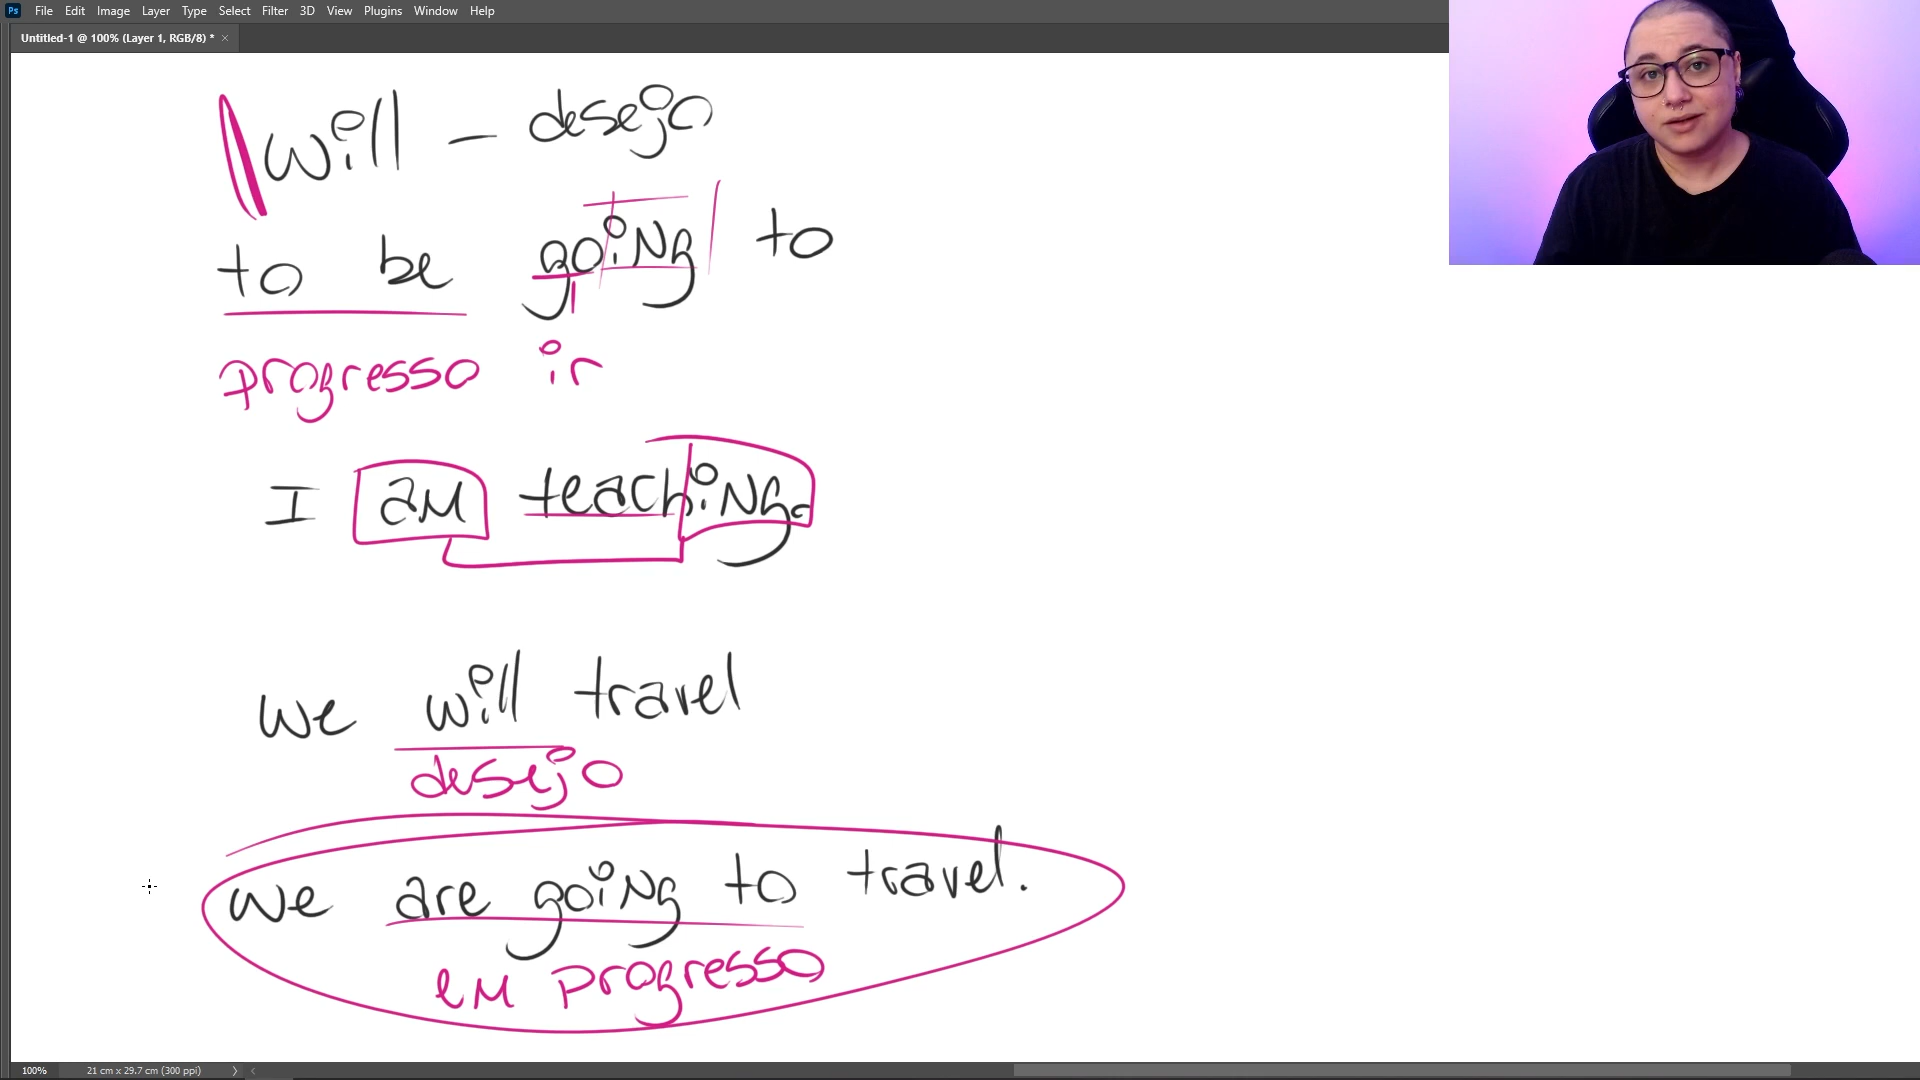 Ps File Edit Image Layer Type Select Filter 3D View Plugins Window Help
Untitled-1 @ 100% (Layer 1, RGB/8) * ×
will - desejo
to be going to
progresso ir
I am teaching.
we will travel
desejo
we are going to travel.
em progresso
100% 21 cm x 29.7 cm (300 ppi)